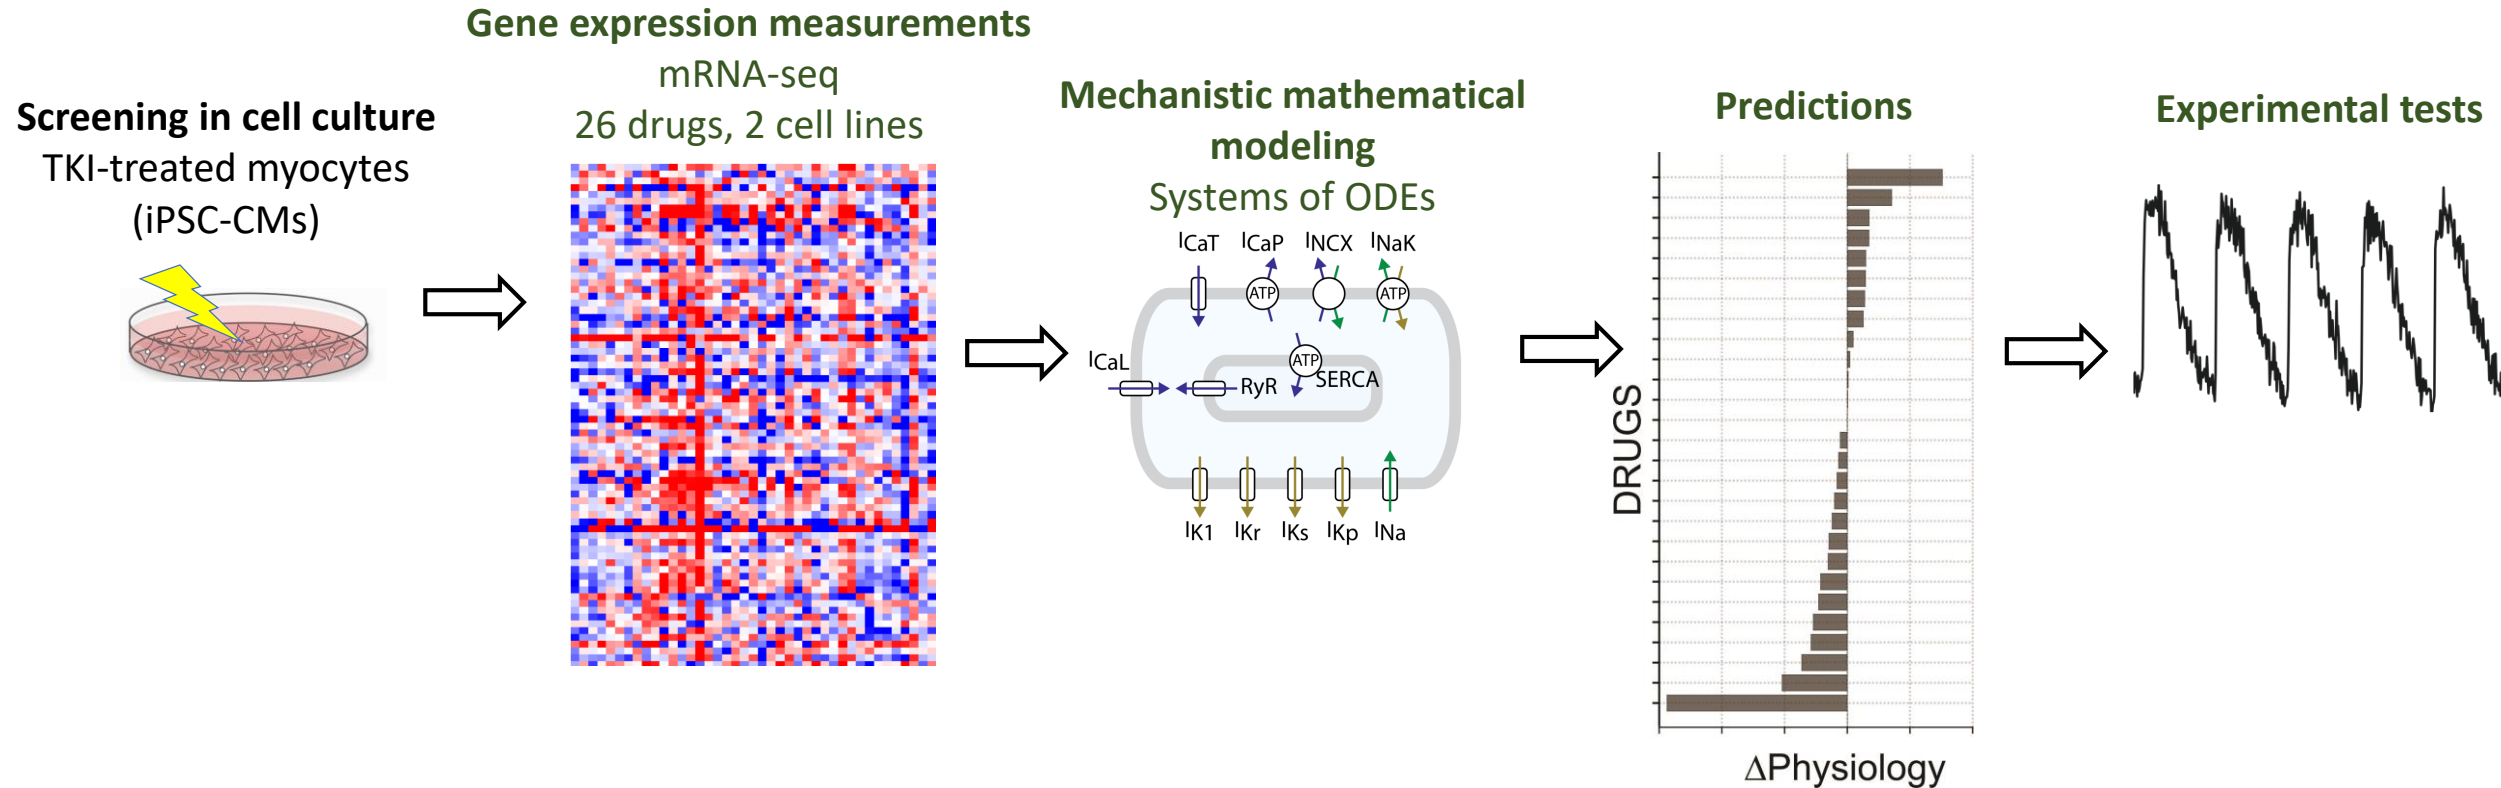 Screening in cell culture
TKI-treated myocytes
(iPSC-CMs)
Gene expression measurements
mRNA-seq
26 drugs, 2 cell lines
Mechanistic mathematical
modeling
Systems of ODEs
ICaT ICaP INCX INaK
ATP ATP
ICaL
ATP
SERCA
RyR
IK1 IKr IKs IKp INa
Predictions
DRUGS
ΔPhysiology
Experimental tests